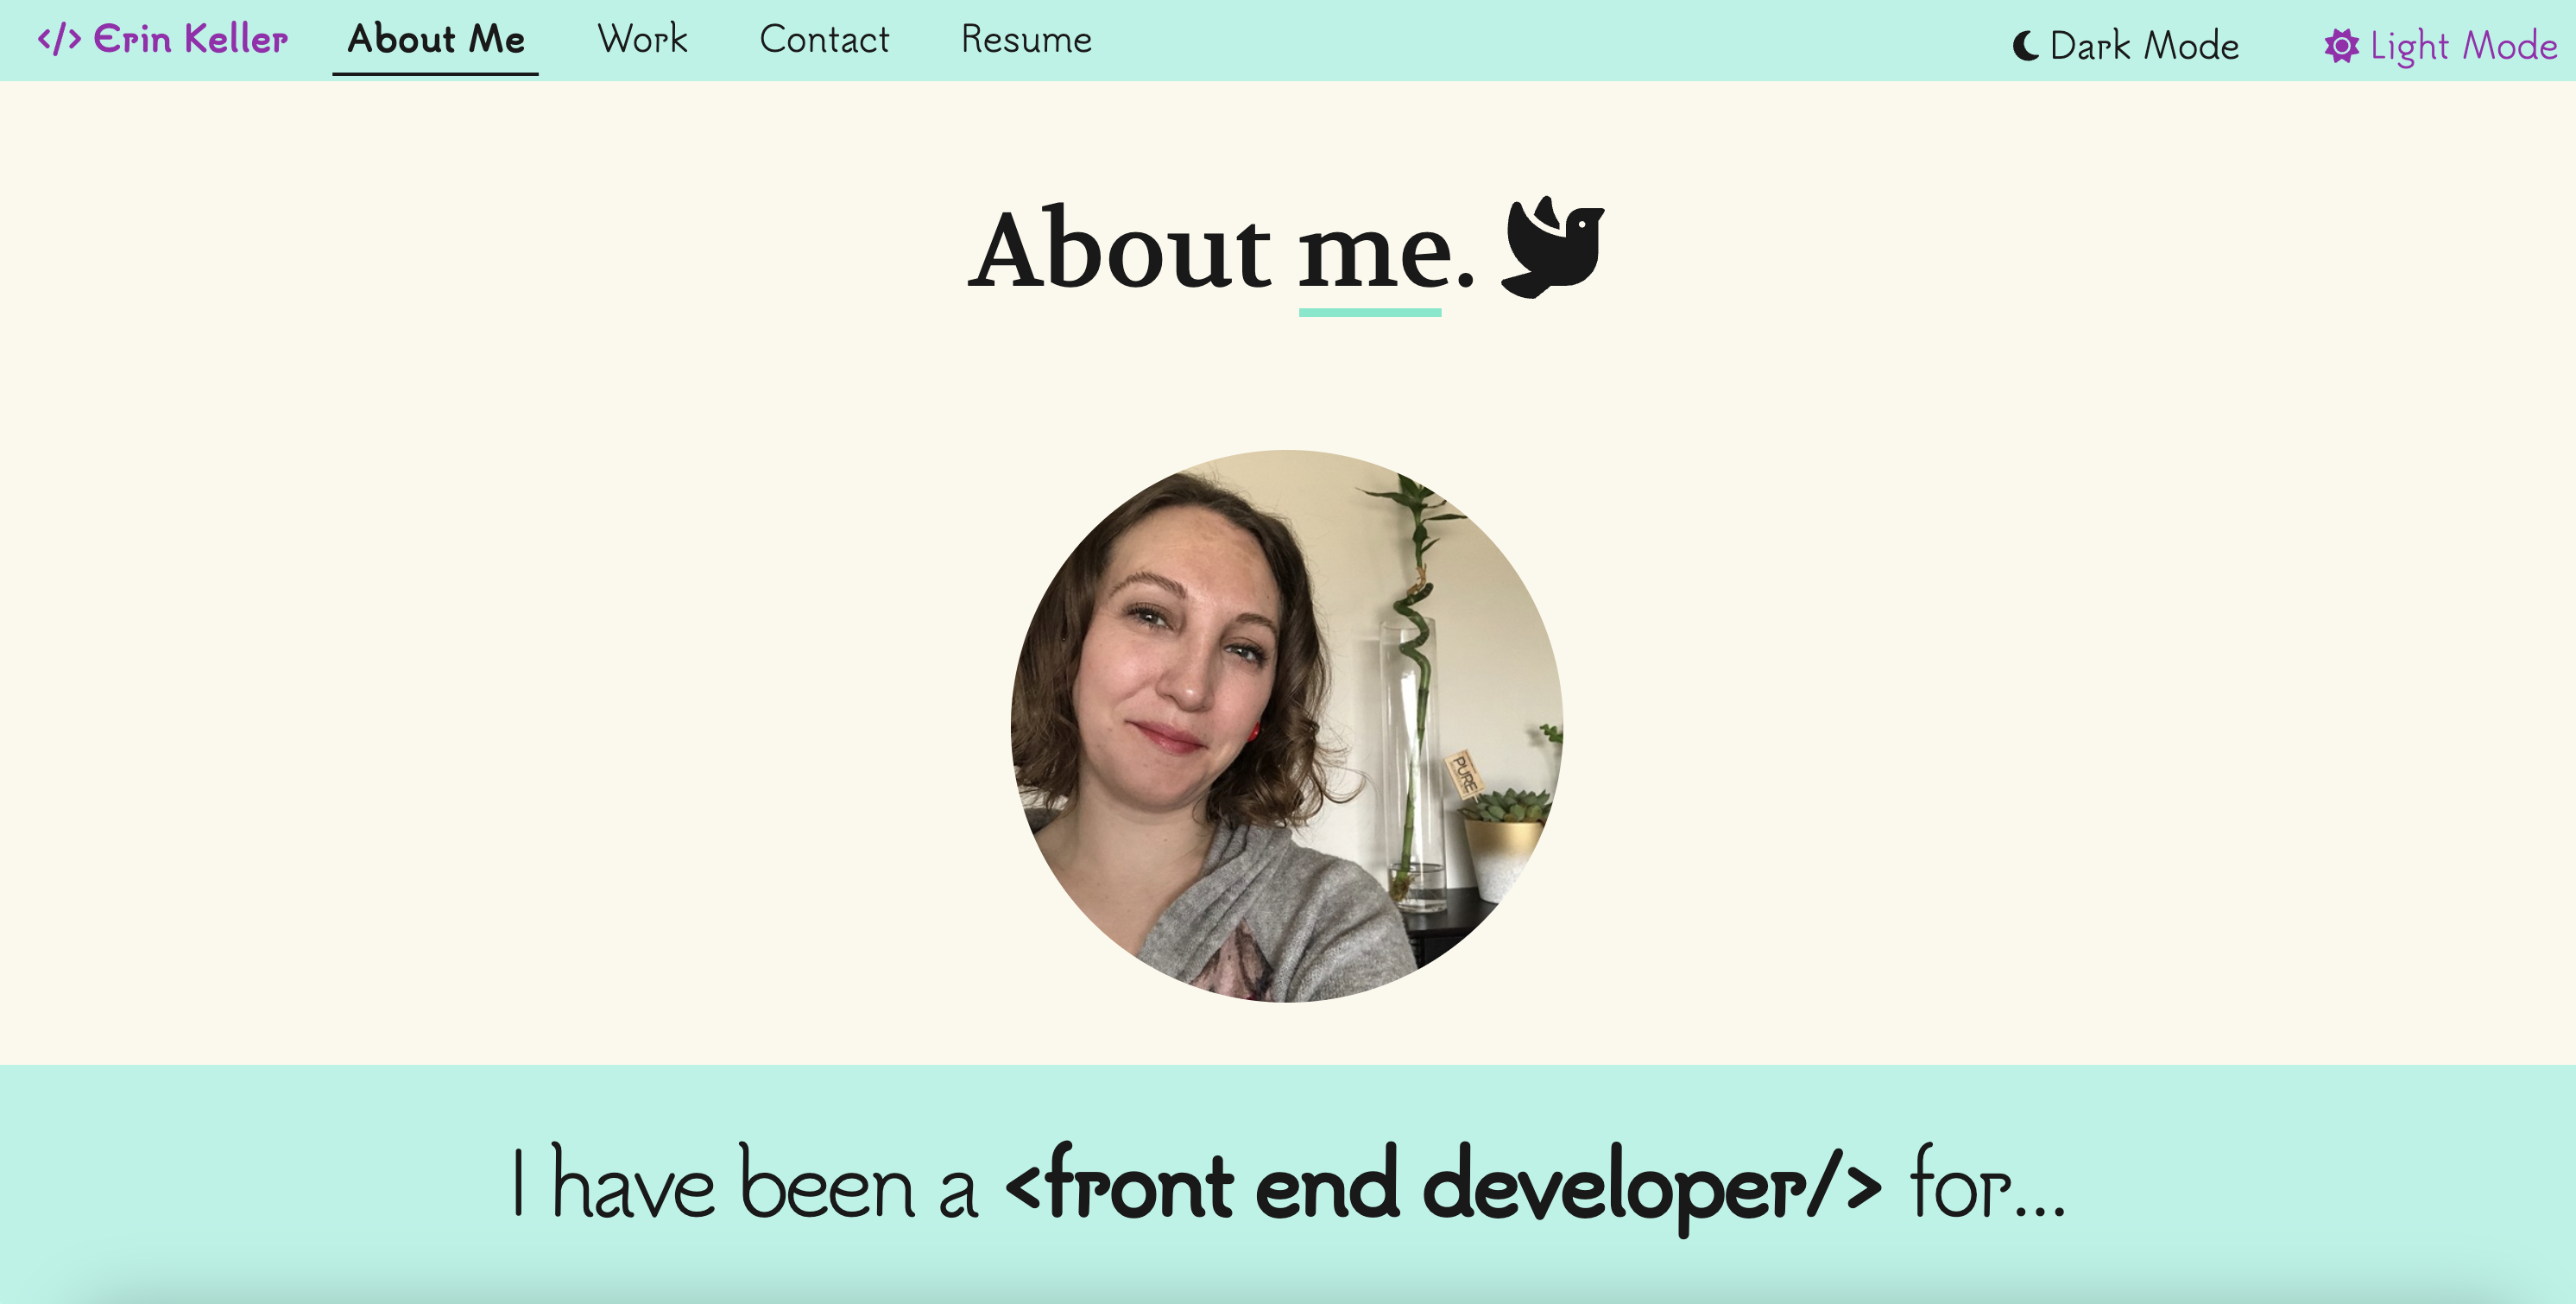 </> Erin Keller About Me Work Contact Resume Dark Mode Light Mode
About me.
PURE
I have been a <front end developer/> for...